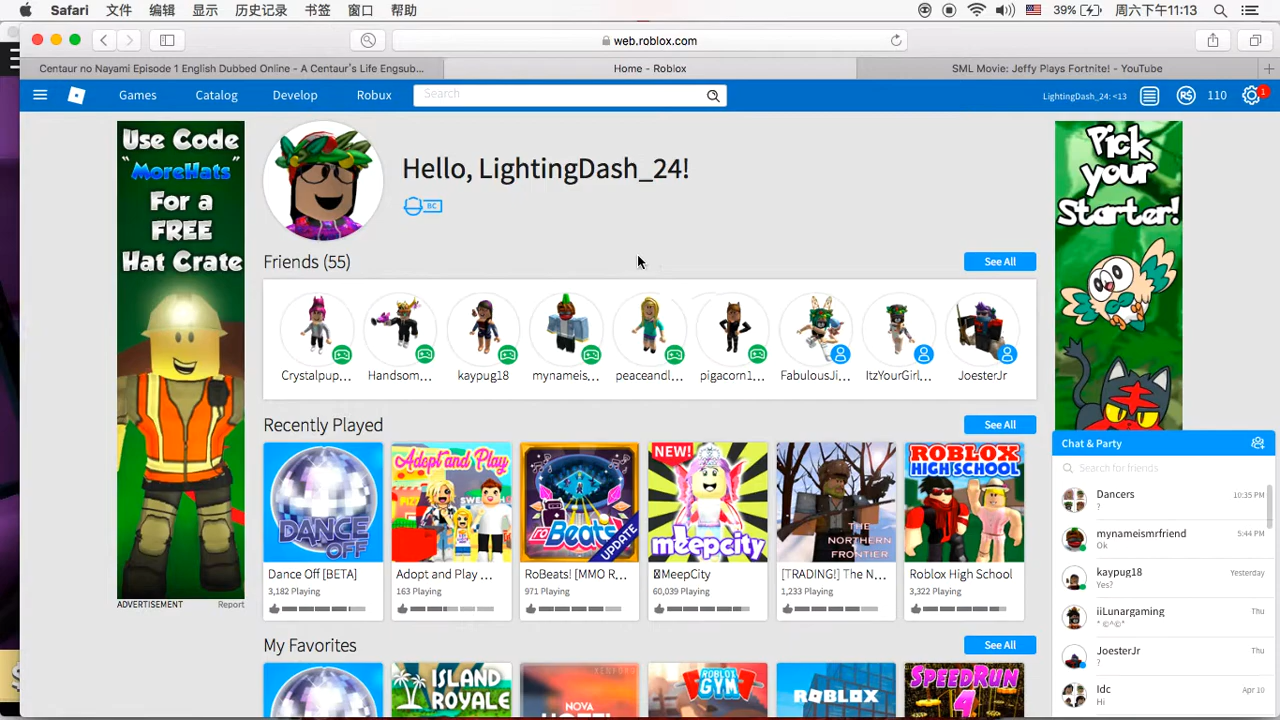 Safari 文件 编辑 显示 历史记录 书签 窗口 帮助 39% 周六下午11:13
web.roblox.com
Centaur no Nayami Episode 1 English Dubbed Online - A Centaur's Life Engsub... Home - Roblox SML Movie: Jeffy Plays Fortnite! - YouTube
Games Catalog Develop Robux Search LightingDash_24: <13 110 1
Use Code
"MoreHats"
For a
FREE
Hat Crate
ADVERTISEMENT Report
Hello, LightingDash_24!
BC
Friends (55) See All
Crystalpup... Handsom... kaypug18 mynameis... peaceandl... pigacorn1... FabulousJi... ItzYourGirl... JoesterJr
Recently Played See All
DANCE
OFF
Adopt and Play
PIZZ
roBeats!
UPDATE
NEW!
meepcity
THE
NORTHERN
FRONTIER
ROBLOX
HIGH SCHOOL
Dance Off [BETA] Adopt and Play ... RoBeats! [MMO R... MeepCity [TRADING!] The N... Roblox High School
3,182 Playing 163 Playing 971 Playing 60,039 Playing 1,233 Playing 3,322 Playing
My Favorites See All
ISLAND
ROYALE
NOVA
HOTEL
ROBLOX
GYM
ROBLOX
SPEEDRUN
4
Pick
your
Starter!
Chat & Party
Search for friends
Dancers 10:35 PM
?
mynameismrfriend 5:44 PM
Ok
kaypug18 Yesterday
Yes?
iiLunargaming Thu
* ©^©*
JoesterJr Thu
?
Idc Apr 10
Hi